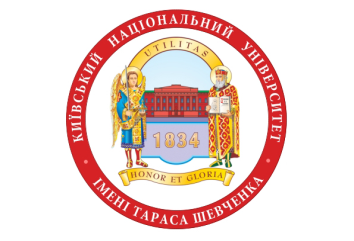 КИЇВСЬКИЙ НАЦІОНАЛЬНИЙ УНІВЕРСИТЕТ
ІМЕНІ ТАРАСА ШЕВЧЕНКА
UTILITAS
1834
HONOR ET GLORIA